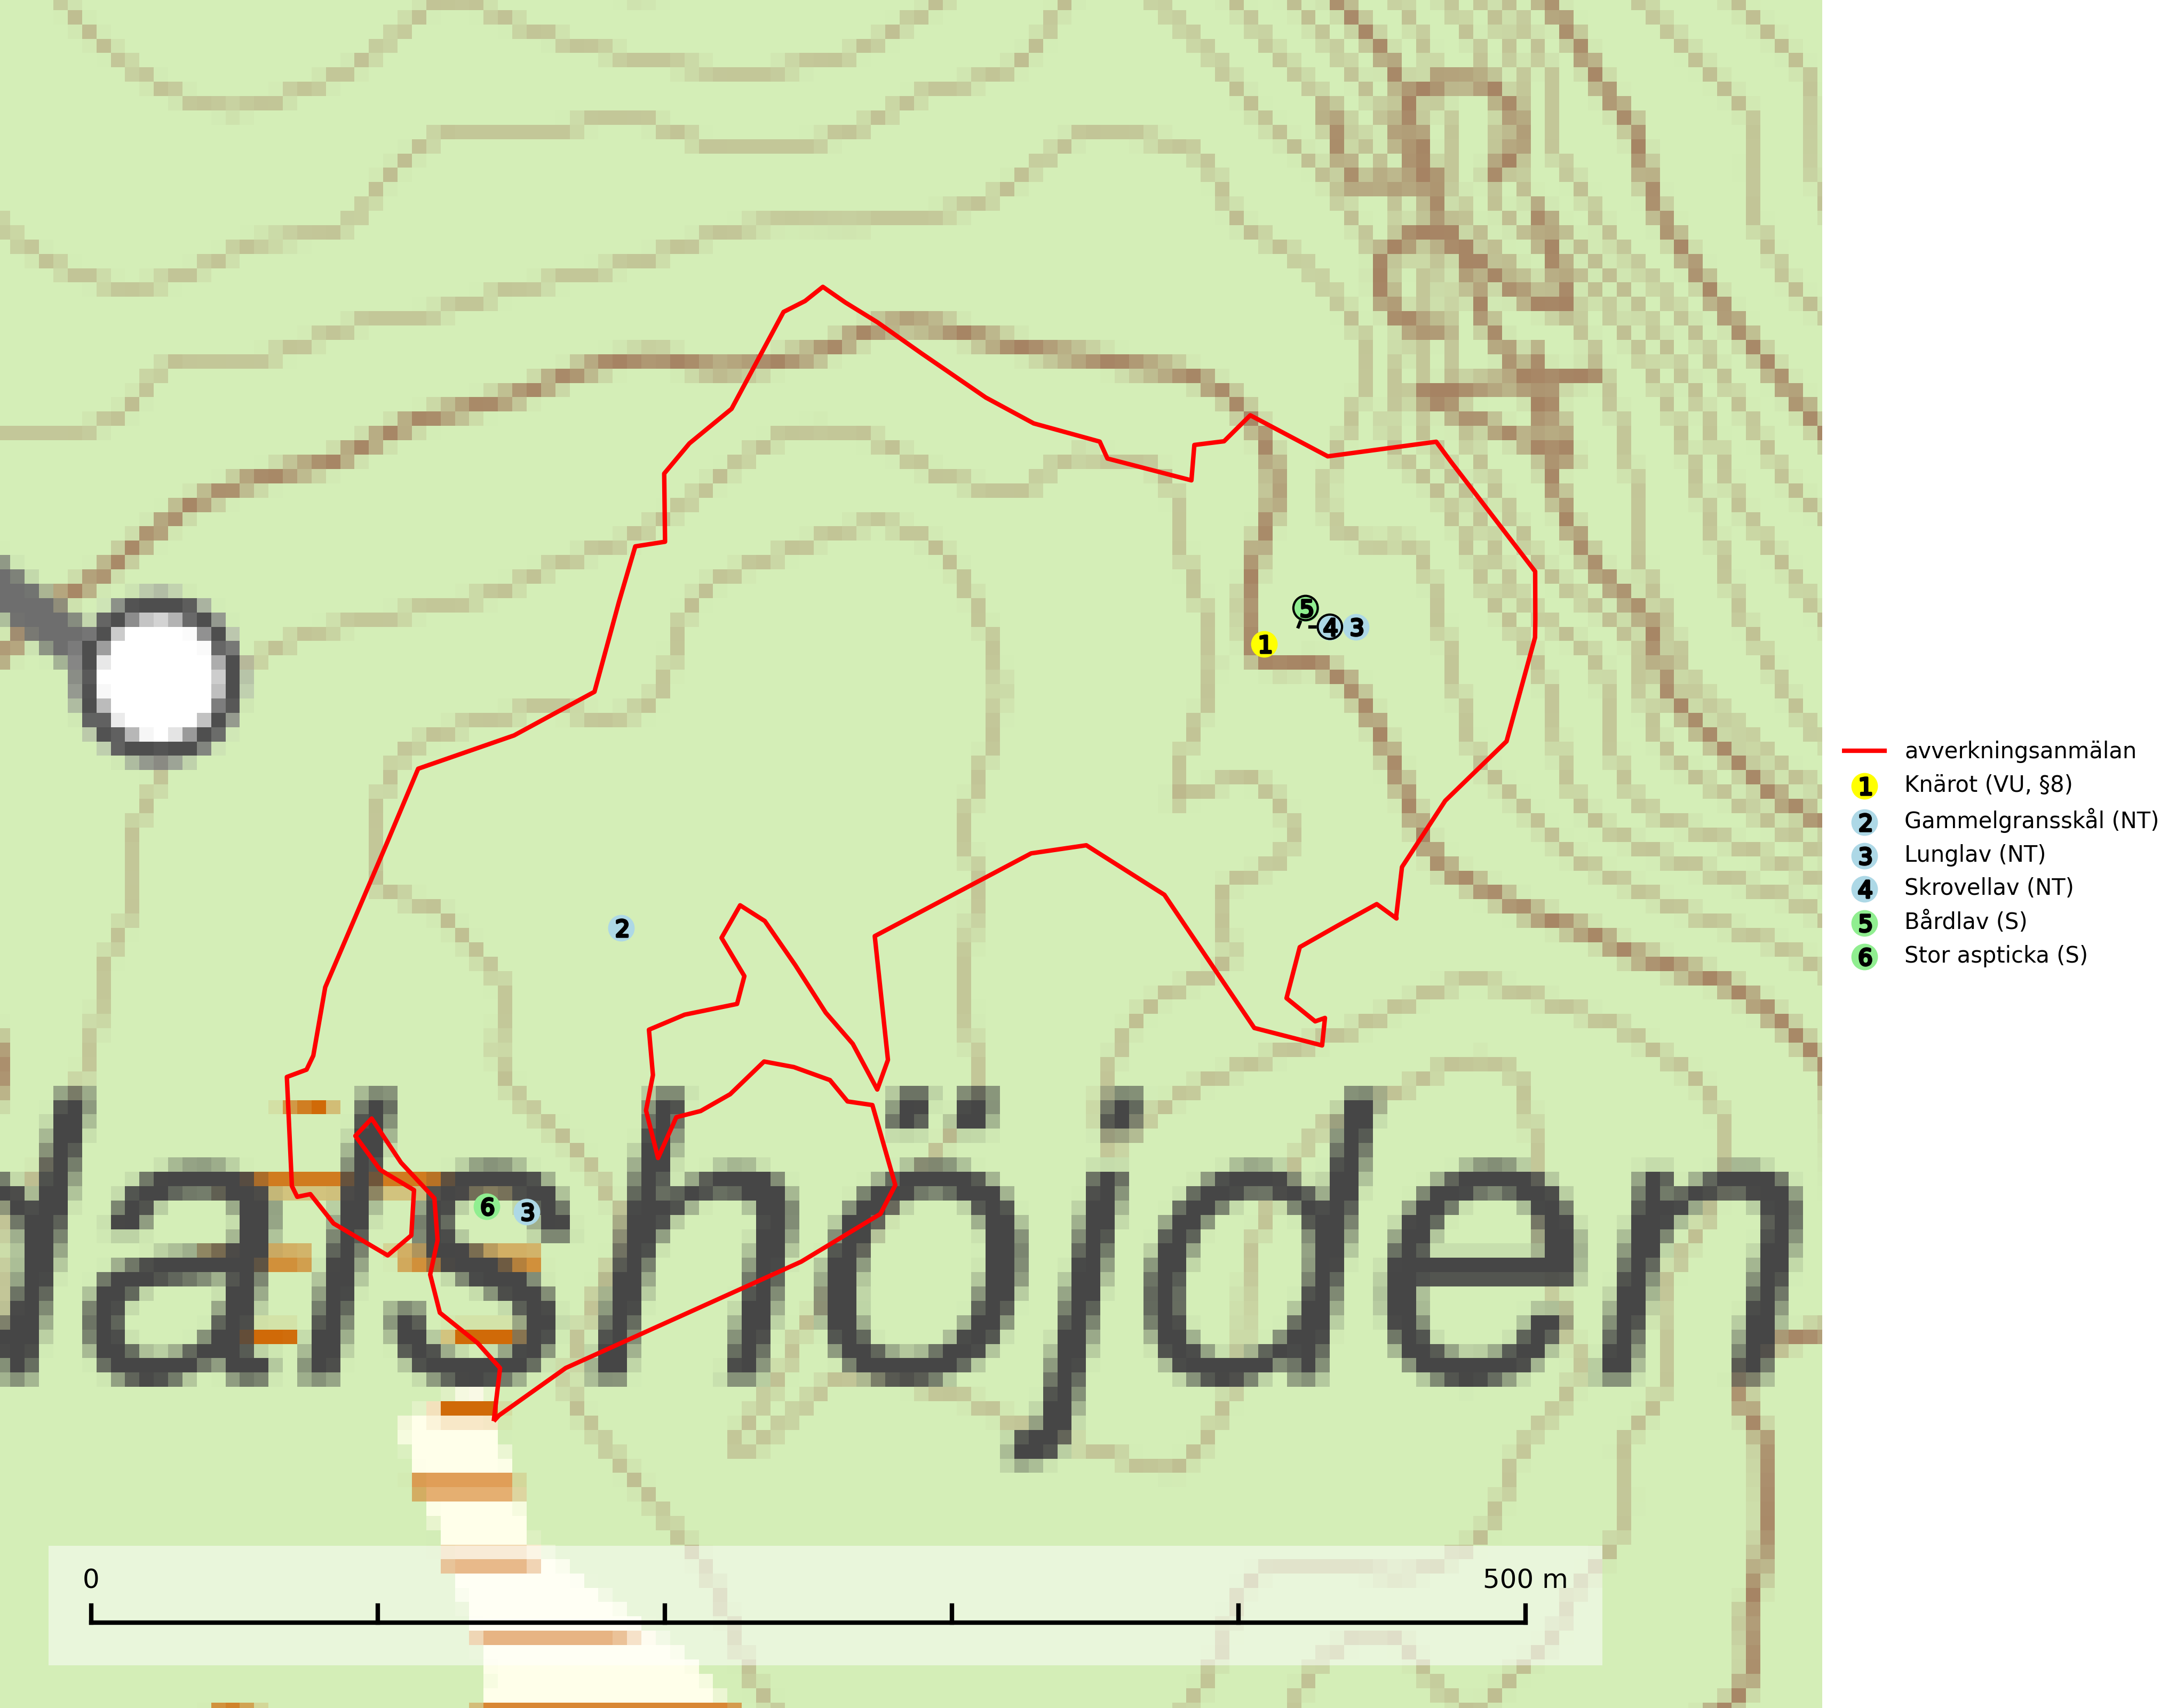 5
4 3
1
2
6 3
alshöjden
0 500 m
avverkningsanmälan
1 Knärot (VU, §8)
2 Gammelgransskål (NT)
3 Lunglav (NT)
4 Skrovellav (NT)
5 Bårdlav (S)
6 Stor aspticka (S)